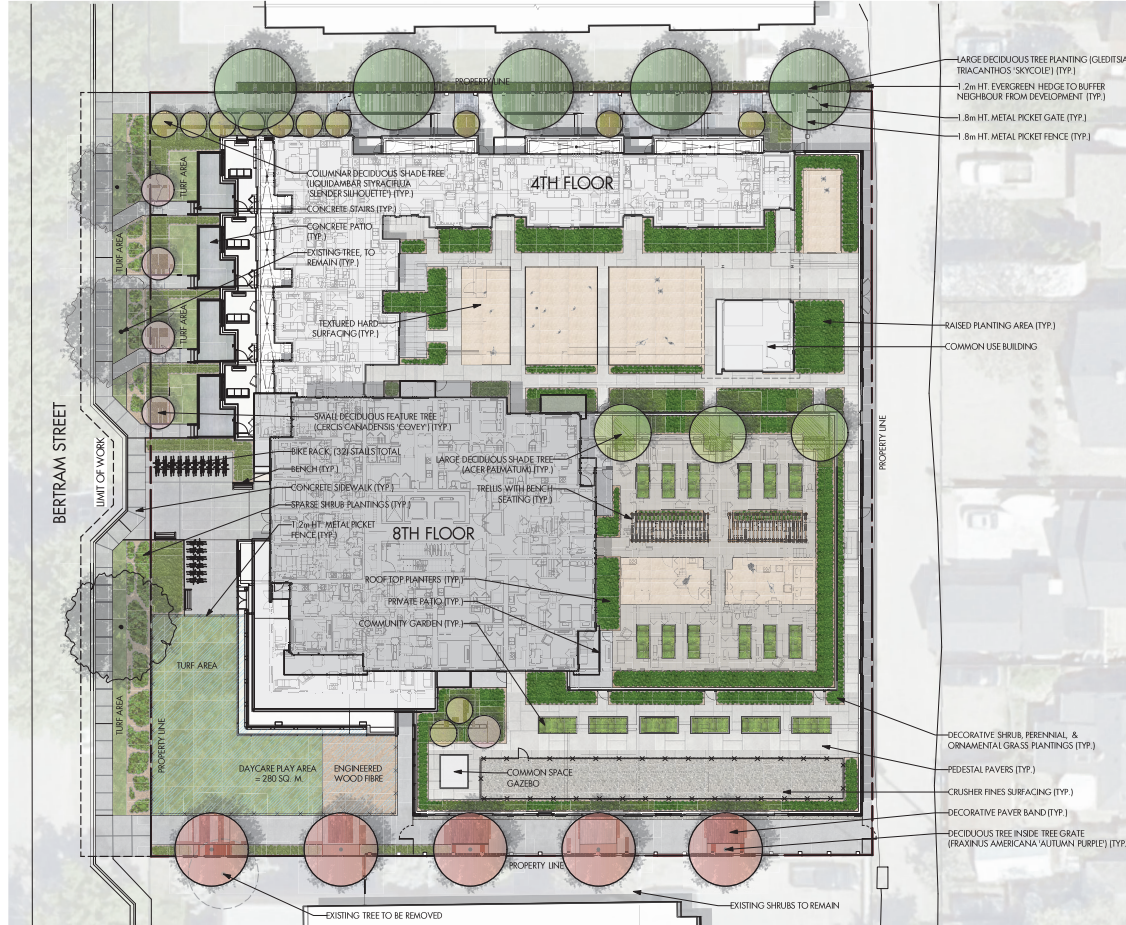 PROPERTY LINE
LARGE DECIDUOUS TREE PLANTING (GLEDITSIA
TRIACANTHOS 'SKYCOLE') (TYP.)
1.2m HT. EVERGREEN HEDGE TO BUFFER
NEIGHBOUR FROM DEVELOPMENT (TYP.)
1.8m HT. METAL PICKET GATE (TYP.)
1.8m HT. METAL PICKET FENCE (TYP.)
TURF AREA
COLUMNAR DECIDUOUS SHADE TREE
(LIQUIDAMBAR STYRACIFLUA
'SLENDER SILHOUETTE') (TYP.)
4TH FLOOR
CONCRETE STAIRS (TYP.)
CONCRETE PATIO
(TYP.)
TURF AREA
EXISTING TREE, TO
REMAIN (TYP.)
TURF AREA
TEXTURED HARD
SURFACING (TYP.)
RAISED PLANTING AREA (TYP.)
COMMON USE BUILDING
BERTRAM STREET
LIMIT OF WORK
SMALL DECIDUOUS FEATURE TREE
(CERCIS CANADENSIS 'COVEY') (TYP.)
PROPERTY LINE
BIKE RACK, (32) STALLS TOTAL
BENCH (TYP.)
LARGE DECIDUOUS SHADE TREE
(ACER PALMATUM) (TYP.)
CONCRETE SIDEWALK (TYP.)
TRELLIS WITH BENCH
SEATING (TYP.)
SPARSE SHRUB PLANTINGS (TYP.)
1.2m HT. METAL PICKET
FENCE (TYP.)
8TH FLOOR
ROOF TOP PLANTERS (TYP.)
PRIVATE PATIO (TYP.)
COMMUNITY GARDEN (TYP.)
TURF AREA
TURF AREA
PROPERTY LINE
DECORATIVE SHRUB, PERENNIAL, &
ORNAMENTAL GRASS PLANTINGS (TYP.)
DAYCARE PLAY AREA
= 280 SQ. M.
ENGINEERED
WOOD FIBRE
COMMON SPACE
GAZEBO
PEDESTAL PAVERS (TYP.)
CRUSHER FINES SURFACING (TYP.)
DECORATIVE PAVER BAND (TYP.)
DECIDUOUS TREE INSIDE TREE GRATE
(FRAXINUS AMERICANA 'AUTUMN PURPLE') (TYP.
PROPERTY LINE
EXISTING TREE TO BE REMOVED
EXISTING SHRUBS TO REMAIN